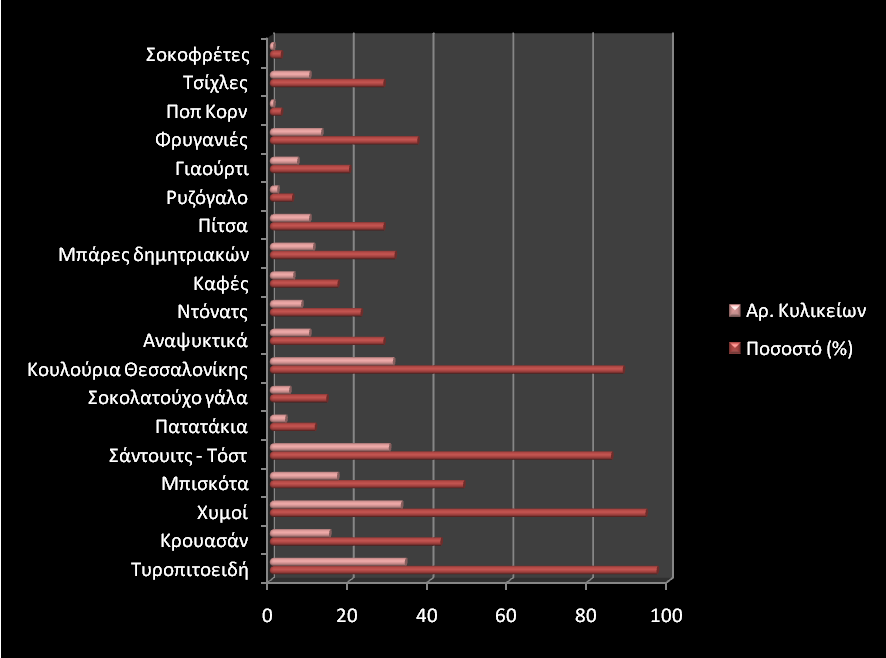 Σοκοφρέτες
Τσίχλες
Ποπ Κορν
Φρυγανιές
Γιαούρτι
Ρυζόγαλο
Πίτσα
Μπάρες δημητριακών
Καφές
Ντόνατς
Αναψυκτικά
Κουλούρια Θεσσαλονίκης
Σοκολατούχο γάλα
Πατατάκια
Σάντουιτς - Τόστ
Μπισκότα
Χυμοί
Κρουασάν
Τυροπιτοειδή
0 20 40 60 80 100
Αρ. Κυλικείων
Ποσοστό (%)